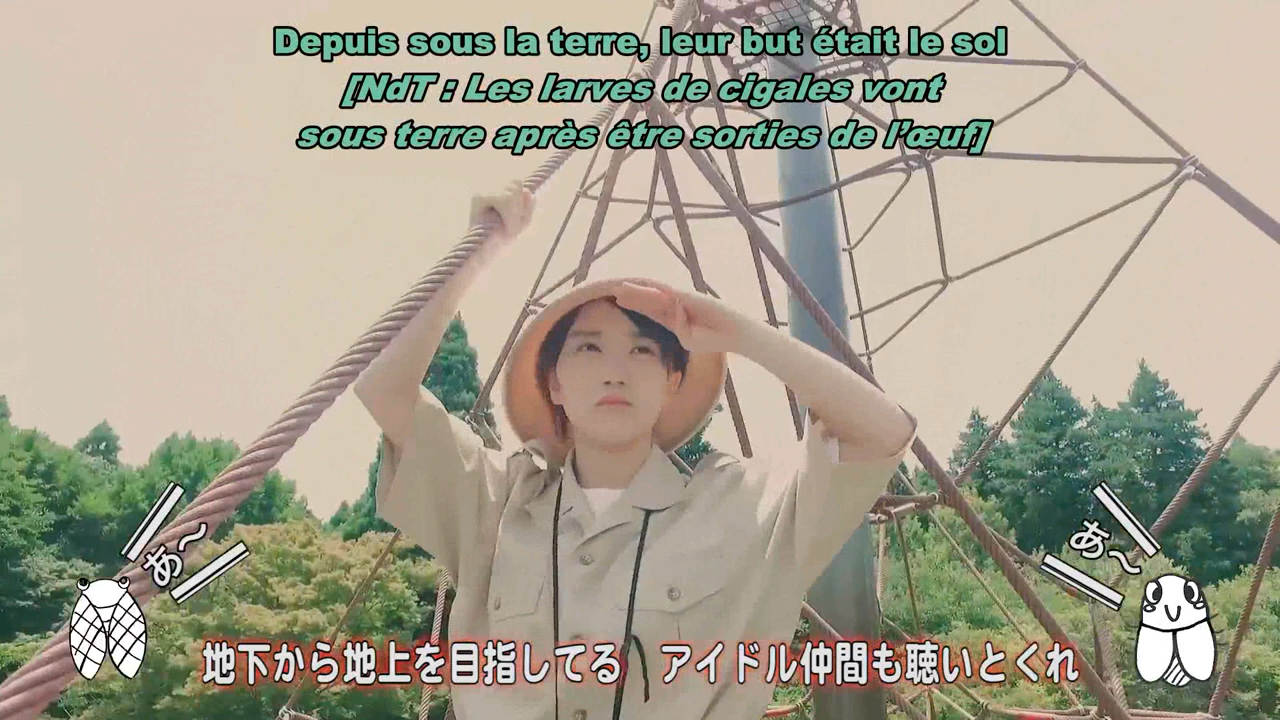 Depuis sous la terre, leur but était le sol
[NdT : Les larves de cigales vont
sous terre après être sorties de l’œuf]
あ〜
あ〜
地下から地上を目指してる　アイドル仲間も聴いとくれ